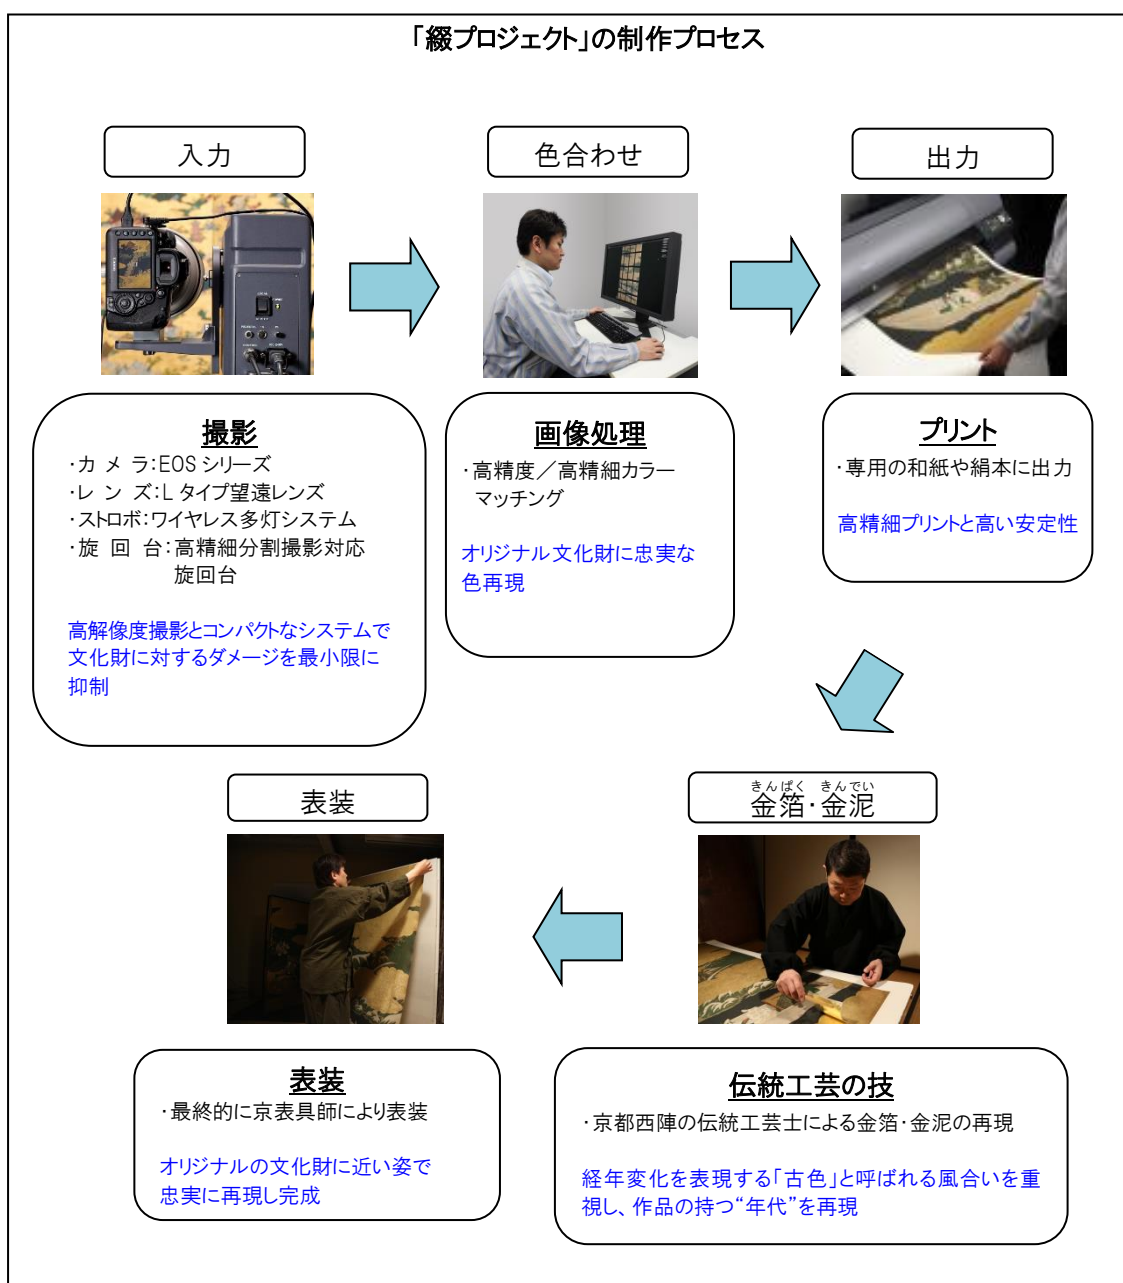 「綴プロジェクト」の制作プロセス
入力
色合わせ
出力
撮影
・カ メ ラ：EOS シリーズ
・レ ン ズ：L タイプ望遠レンズ
・ストロボ：ワイヤレス多灯システム
・旋 回 台：高精細分割撮影対応
旋回台
高解像度撮影とコンパクトなシステムで
文化財に対するダメージを最小限に
抑制
画像処理
・高精度／高精細カラー
マッチング
オリジナル文化財に忠実な
色再現
プリント
・専用の和紙や絹本に出力
高精細プリントと高い安定性
きんぱく きんでい
金箔・金泥
伝統工芸の技
・京都西陣の伝統工芸士による金箔・金泥の再現
経年変化を表現する「古色」と呼ばれる風合いを重
視し、作品の持つ“年代”を再現
表装
表装
・最終的に京表具師により表装
オリジナルの文化財に近い姿で
忠実に再現し完成